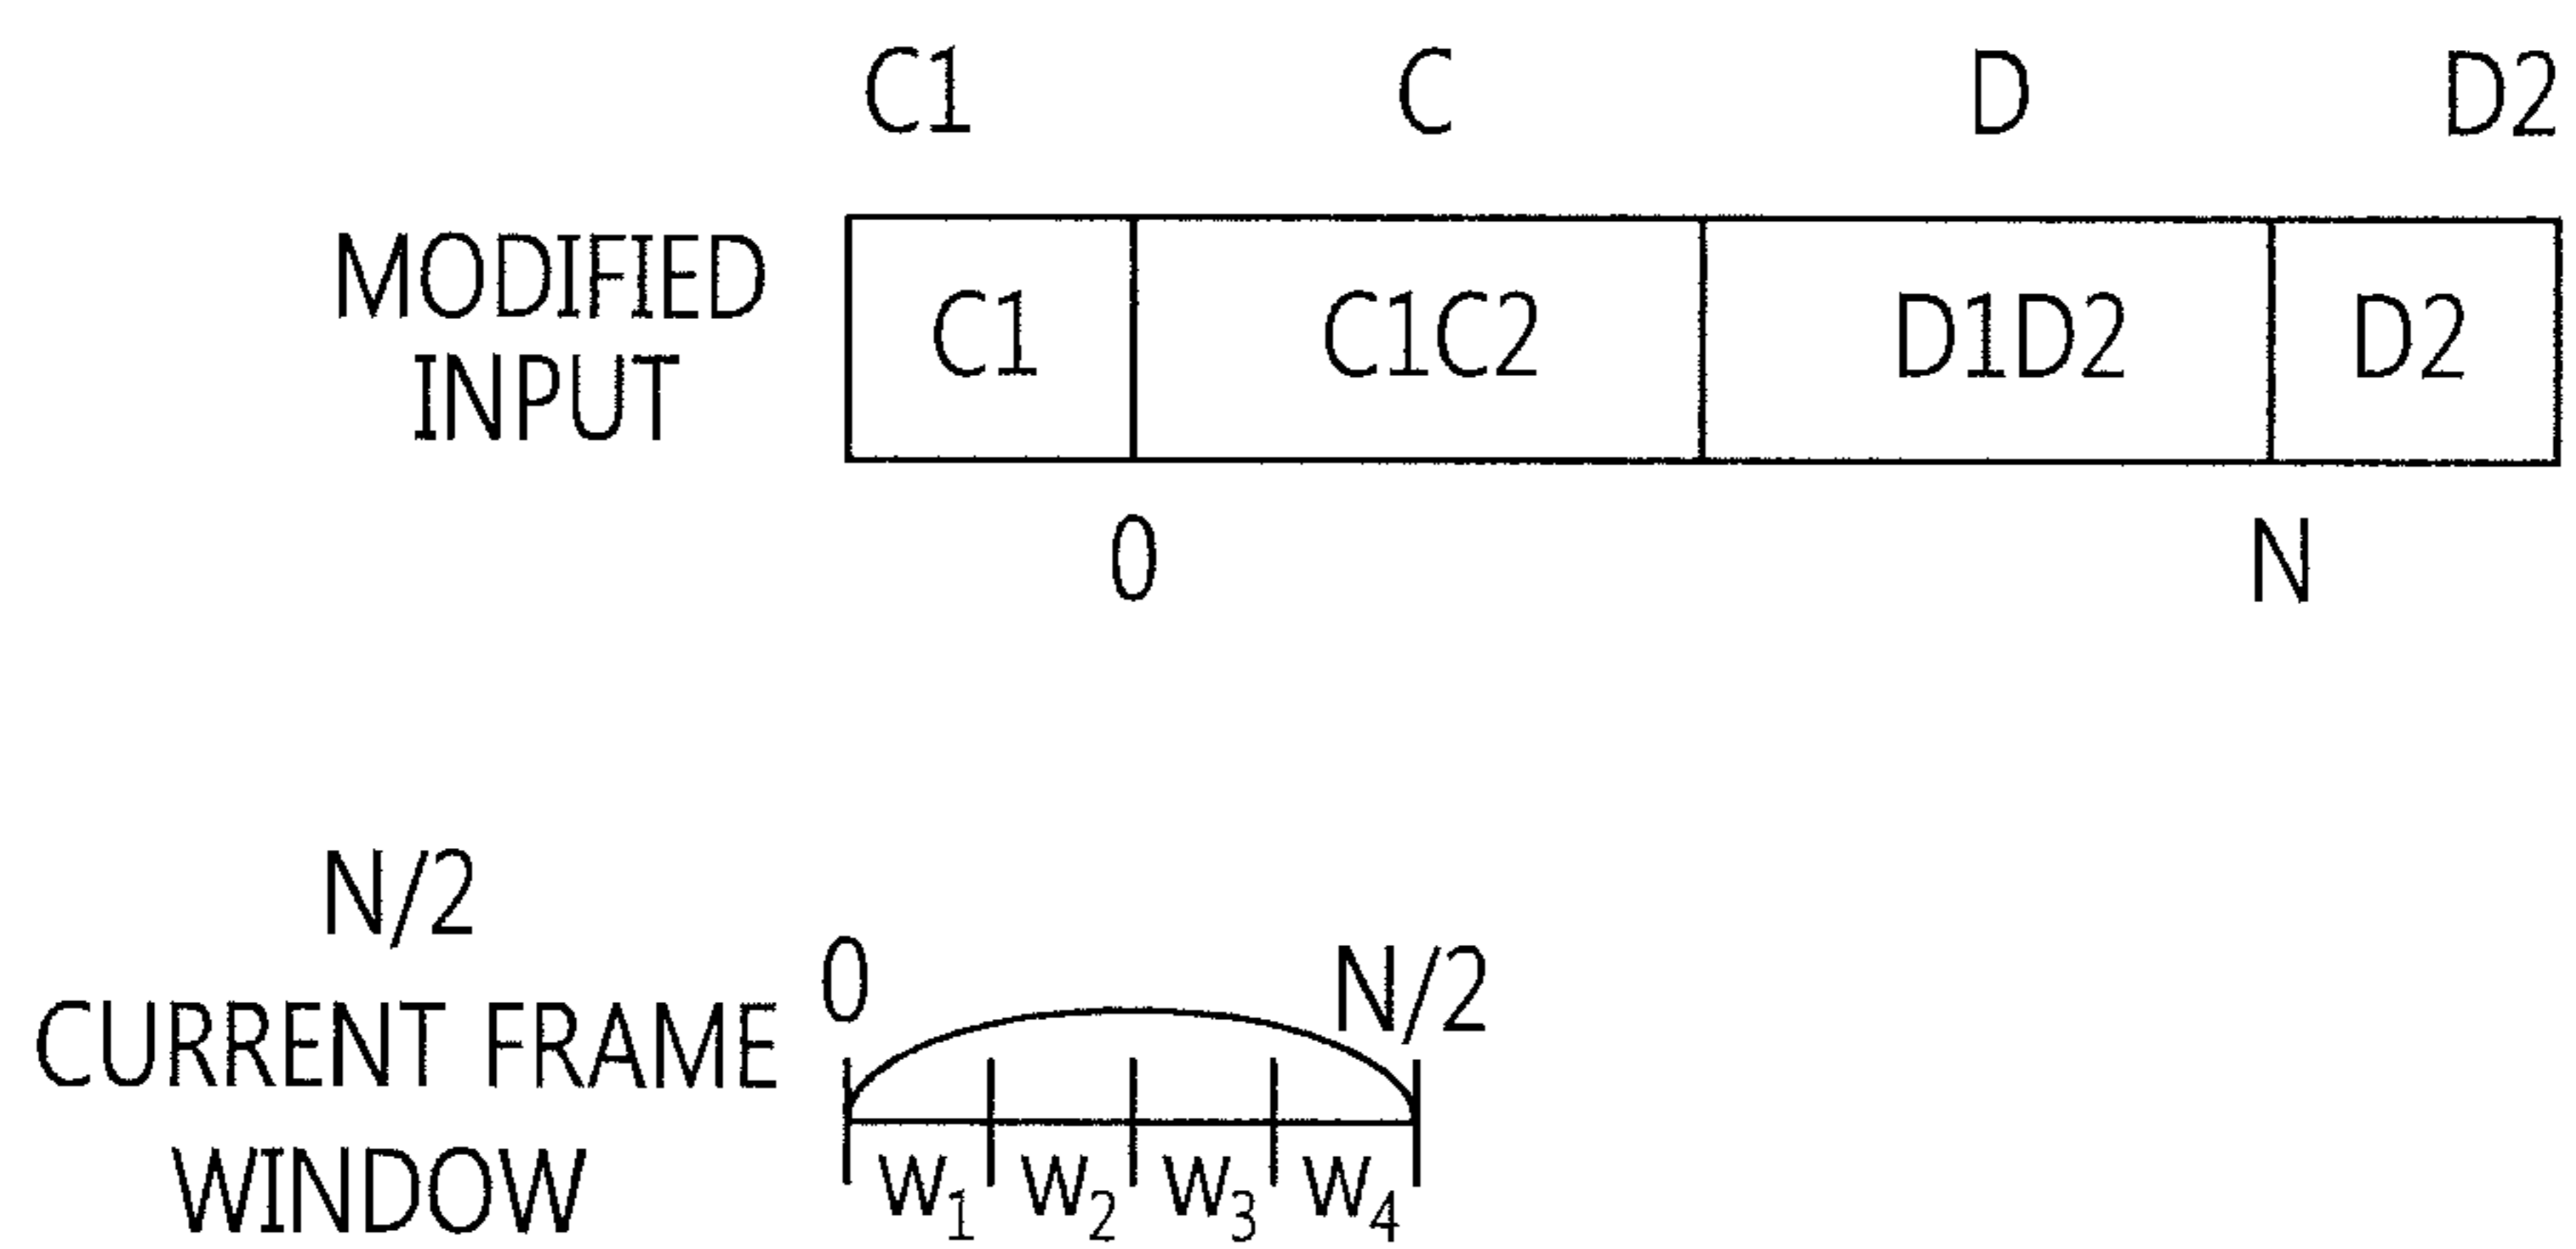 C1 C D D2
MODIFIED
INPUT
C1 C1C2 D1D2 D2
0 N
N/2
CURRENT FRAME
WINDOW
0 N/2
W1 W2 W3 W4